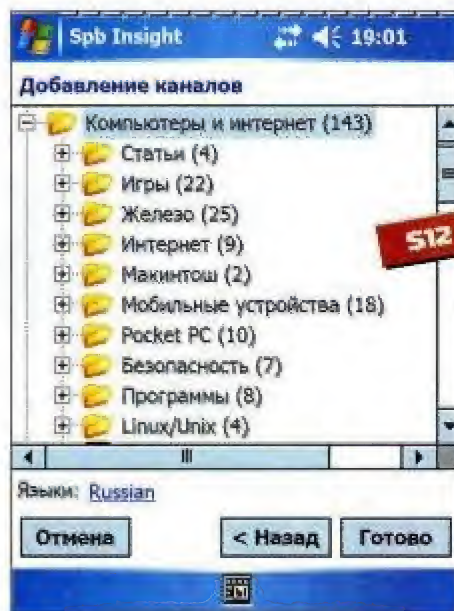 Spb Insight 19:01
Добавление каналов
Компьютеры и интернет (143)
Статьи (4)
Игры (22)
Железо (25)
Интернет (9)
512
Макинтош (2)
Мобильные устройства (18)
Pocket PC (10)
Безопасность (7)
Программы (8)
Linux/Unix (4)
Языки: Russian
Отмена < Назад Готово